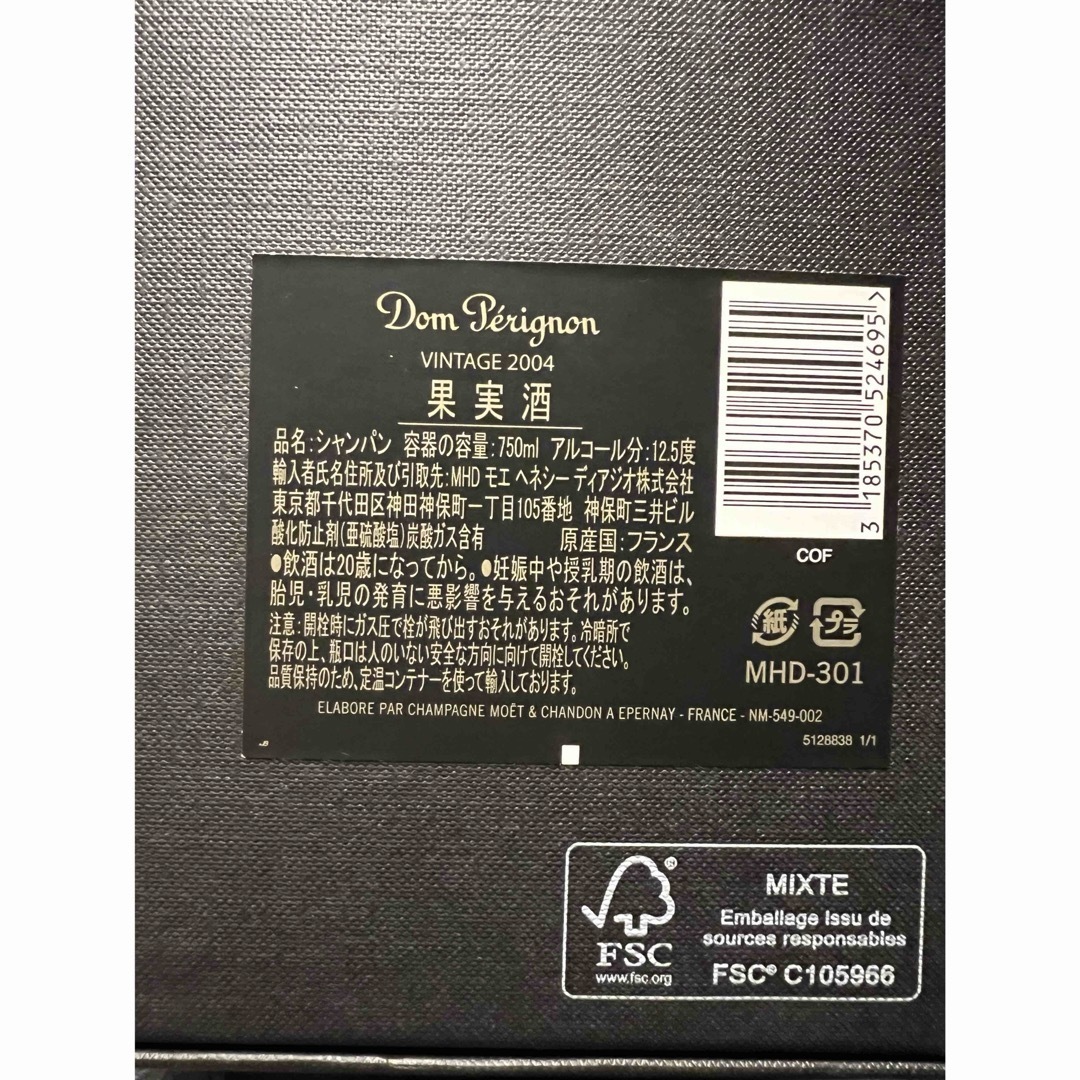 Dom Pérignon
VINTAGE 2004
果実酒
品名:シャンパン 容器の容量:750ml アルコール分:12.5度
輸入者氏名住所及び引取先:MHD モエ ヘネシー ディアジオ株式会社
東京都千代田区神田神保町一丁目105番地 神保町三井ビル
酸化防止剤(亜硫酸塩)炭酸ガス含有 原産国:フランス
●飲酒は20歳になってから。●妊娠中や授乳期の飲酒は、
胎児・乳児の発育に悪影響を与えるおそれがあります。
注意:開栓時にガス圧で栓が飛び出すおそれがあります。冷暗所で
保存の上、瓶口は人のいない安全な方向に向けて開栓してください。
品質保持のため、定温コンテナーを使って輸入しております。
ELABORE PAR CHAMPAGNE MOËT & CHANDON A EPERNAY - FRANCE - NM-549-002
5128838 1/1
3 185370 524695 >
COF
紙 プラ
MHD-301
FSC®
www.fsc.org
MIXTE
Emballage issu de
sources responsables
FSC® C105966